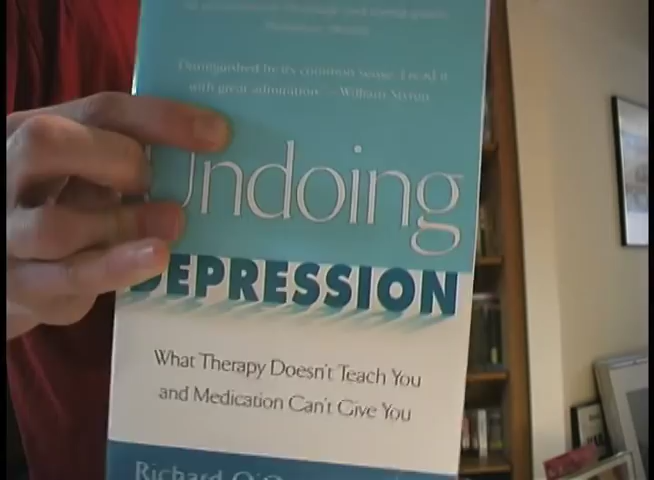 Distinguished by its common sense. I read it
with great admiration. — William Styron
Undoing
DEPRESSION
What Therapy Doesn't Teach You
and Medication Can't Give You
Richard O'C